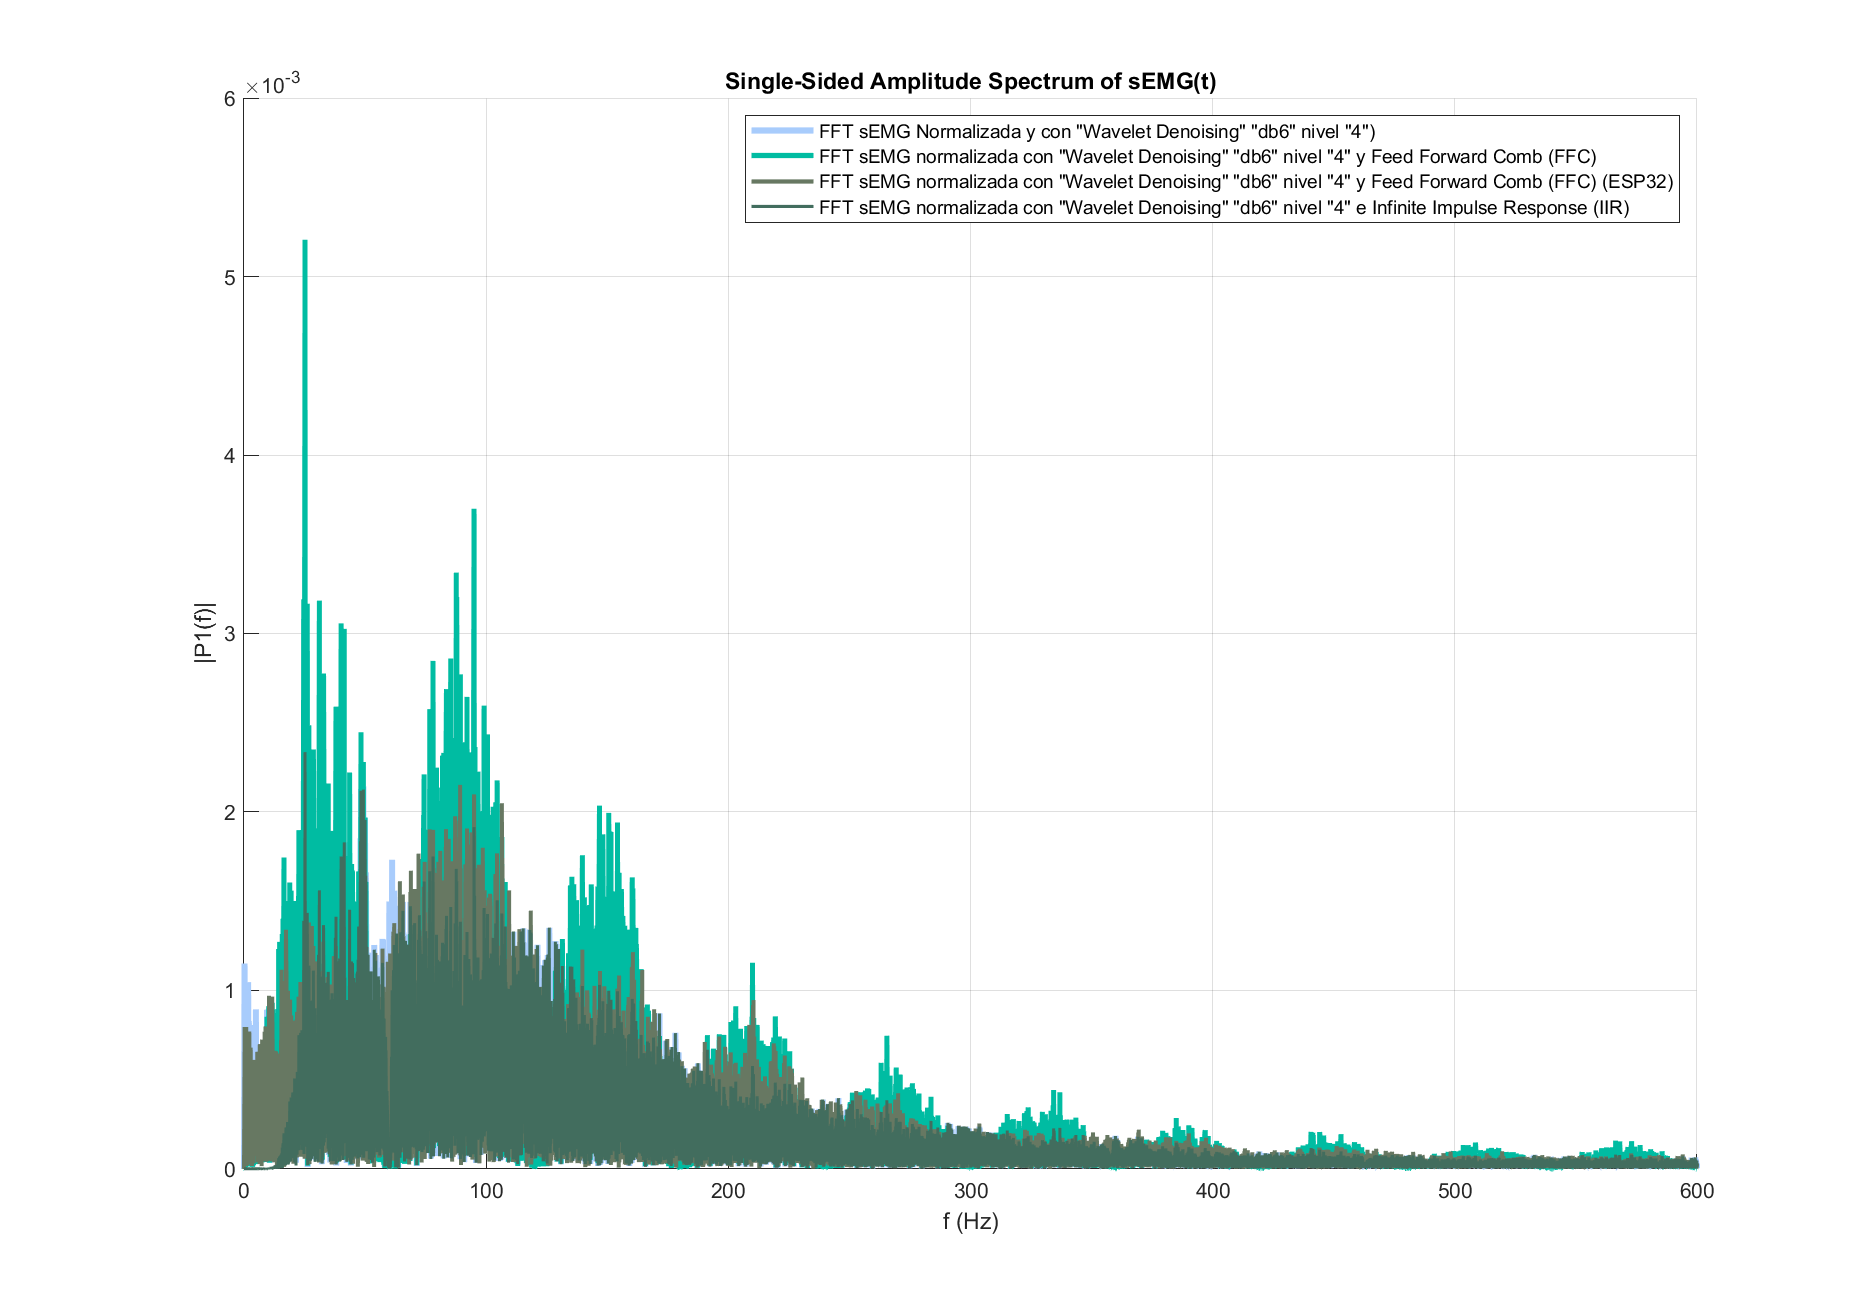 Single-Sided Amplitude Spectrum of sEMG(t)
×10-3
FFT sEMG Normalizada y con "Wavelet Denoising" "db6" nivel "4")
FFT sEMG normalizada con "Wavelet Denoising" "db6" nivel "4" y Feed Forward Comb (FFC)
FFT sEMG normalizada con "Wavelet Denoising" "db6" nivel "4" y Feed Forward Comb (FFC) (ESP32)
FFT sEMG normalizada con "Wavelet Denoising" "db6" nivel "4" e Infinite Impulse Response (IIR)
6
5
4
3
2
1
0
|P1(f)|
0 100 200 300 400 500 600
f (Hz)